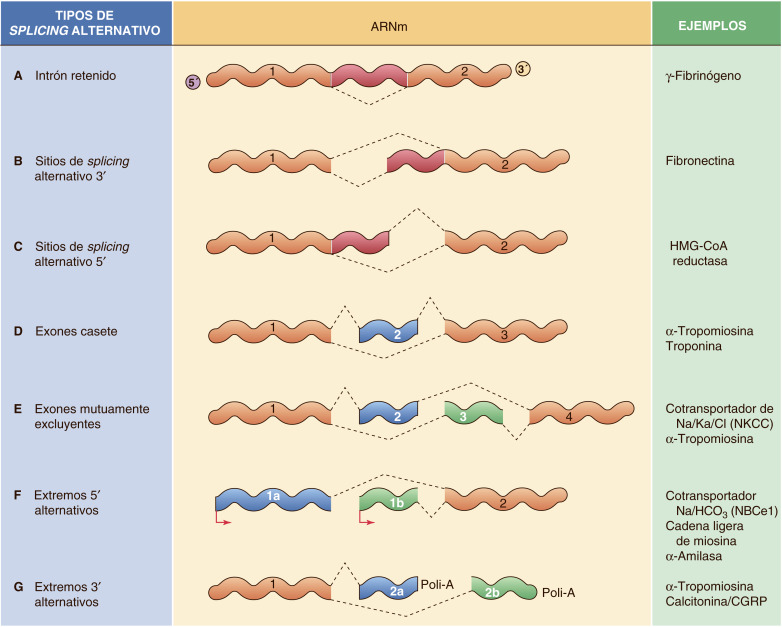 TIPOS DE
SPLICING ALTERNATIVO
ARNm
EJEMPLOS
A Intrón retenido
5′
1
2
3′
γ-Fibrinógeno
B Sitios de splicing
alternativo 3′
1
2
Fibronectina
C Sitios de splicing
alternativo 5′
1
2
HMG-CoA
reductasa
D Exones casete
1
2
3
α-Tropomiosina
Troponina
E Exones mutuamente
excluyentes
1
2
3
4
Cotransportador de
Na/Ka/Cl (NKCC)
α-Tropomiosina
F Extremos 5′
alternativos
1a
1b
2
Cotransportador
Na/HCO₃ (NBCe1)
Cadena ligera
de miosina
α-Amilasa
G Extremos 3′
alternativos
1
2a
Poli-A
2b
Poli-A
α-Tropomiosina
Calcitonina/CGRP